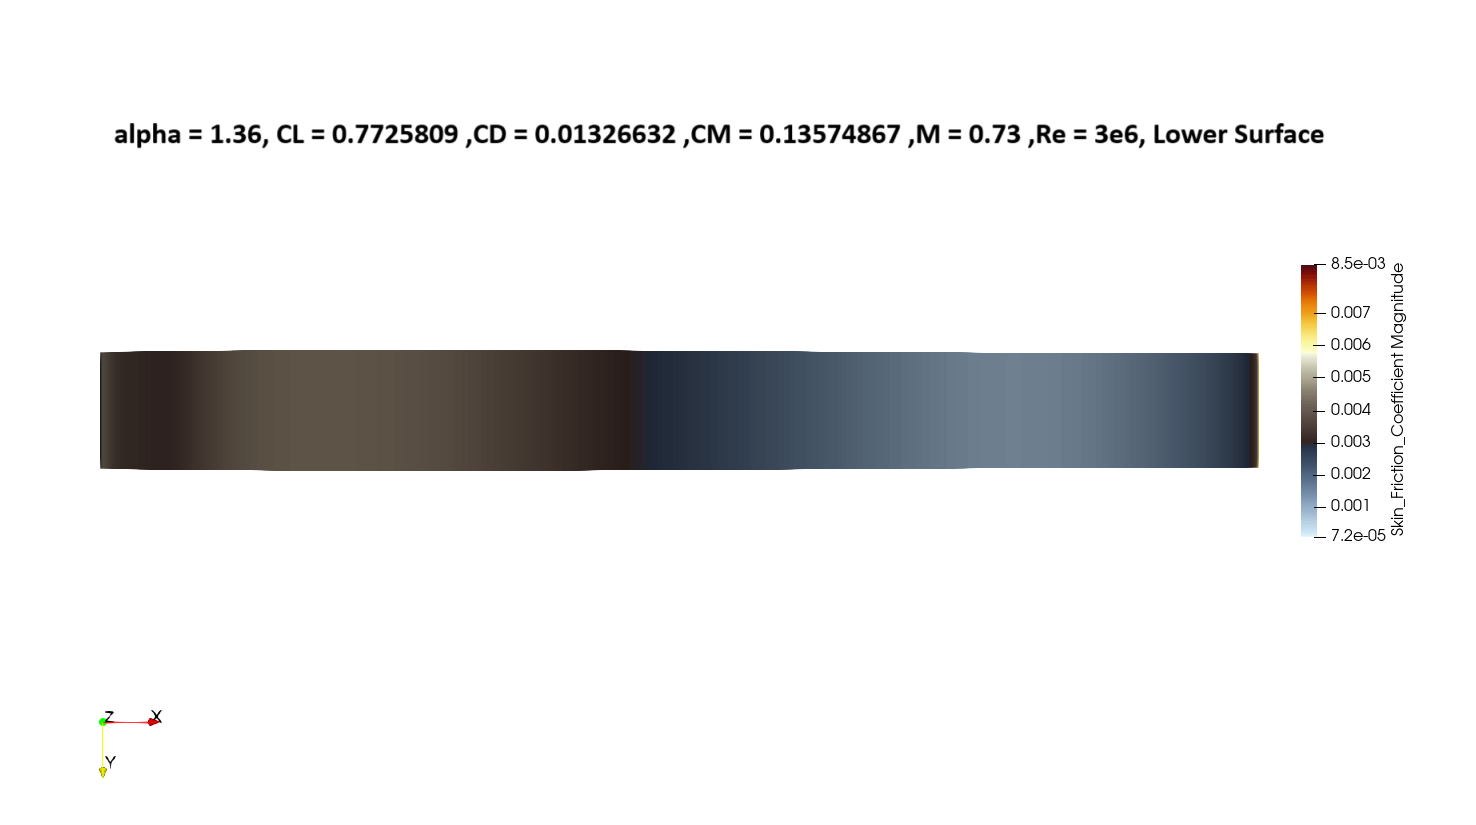 alpha = 1.36, CL = 0.7725809 ,CD = 0.01326632 ,CM = 0.13574867 ,M = 0.73 ,Re = 3e6, Lower Surface
8.5e-03
0.007
0.006
0.005
0.004
0.003
0.002
0.001
7.2e-05
Skin_Friction_Coefficient Magnitude
Z
X
Y